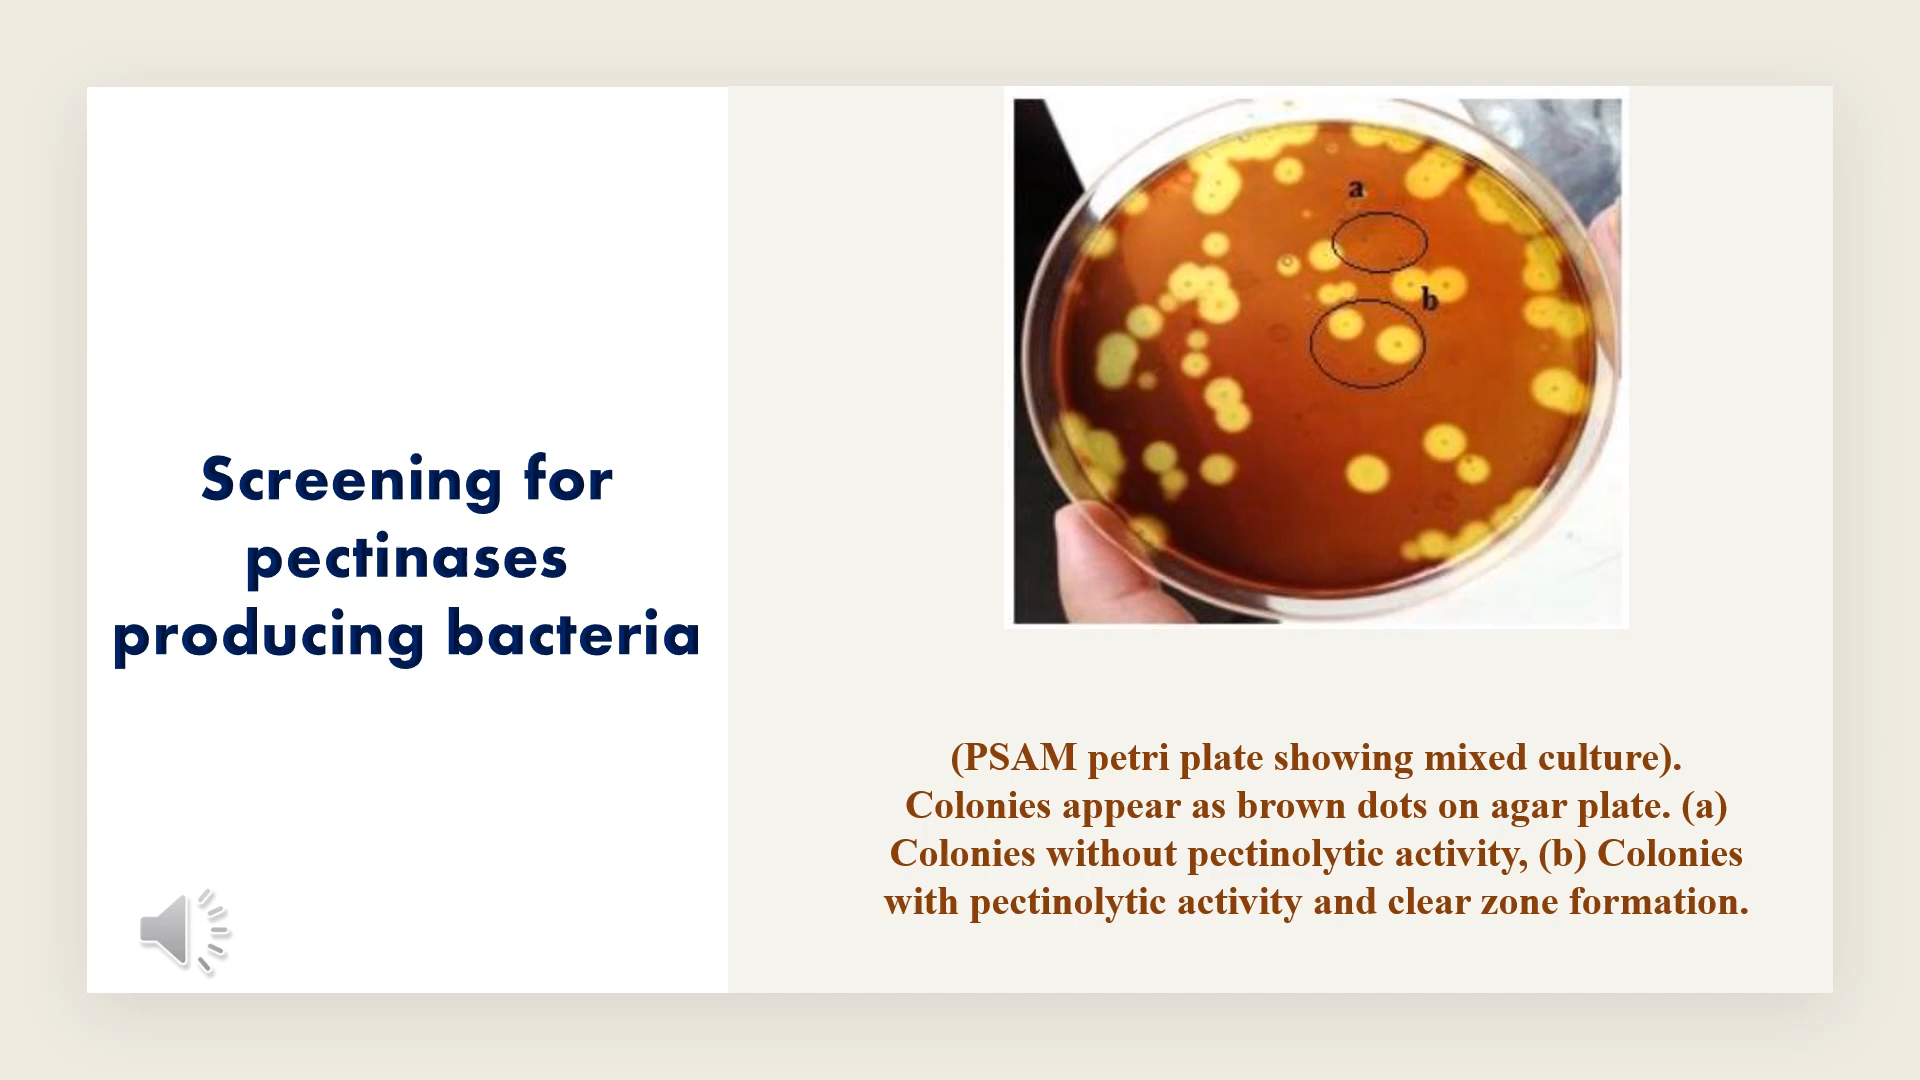 Screening for
pectinases
producing bacteria
a
b
(PSAM petri plate showing mixed culture).
Colonies appear as brown dots on agar plate. (a)
Colonies without pectinolytic activity, (b) Colonies
with pectinolytic activity and clear zone formation.